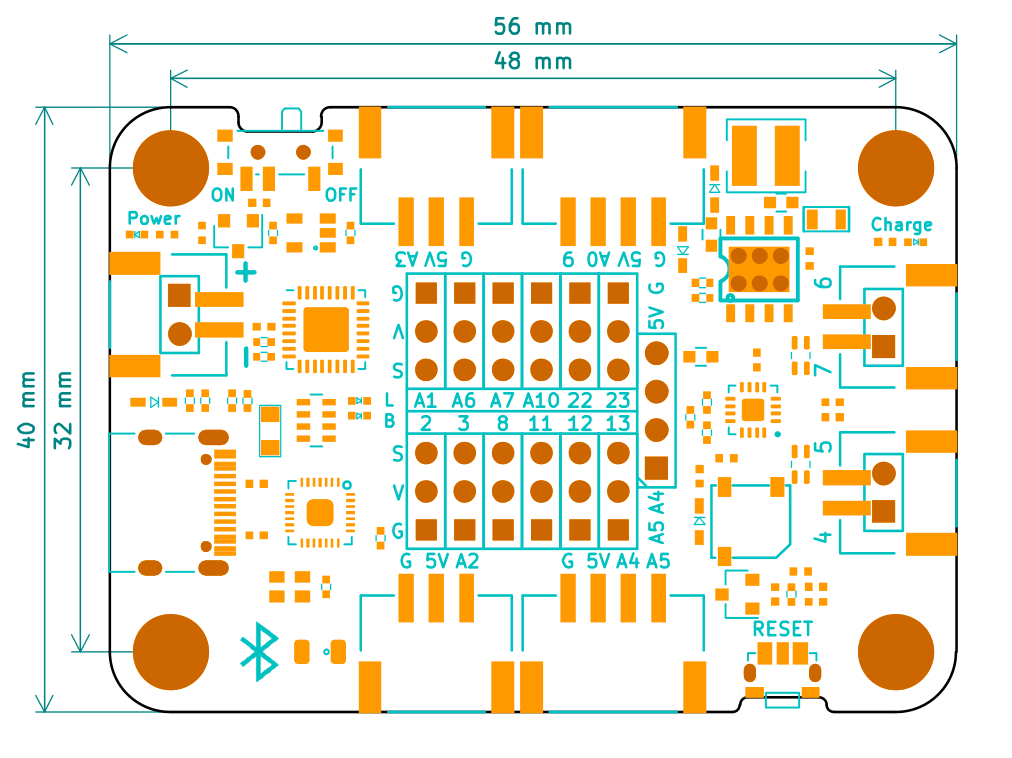 56 mm
48 mm
40 mm
32 mm
ON
OFF
Power
Charge
+
-
A3 5V G
9 A0 5V G
G
V
S
G
5V
6
7
L A1 A6 A7 A10 22 23
B 2 3 8 11 12 13
S
V
G
A4
A5
5
4
G 5V A2
G 5V A4 A5
RESET